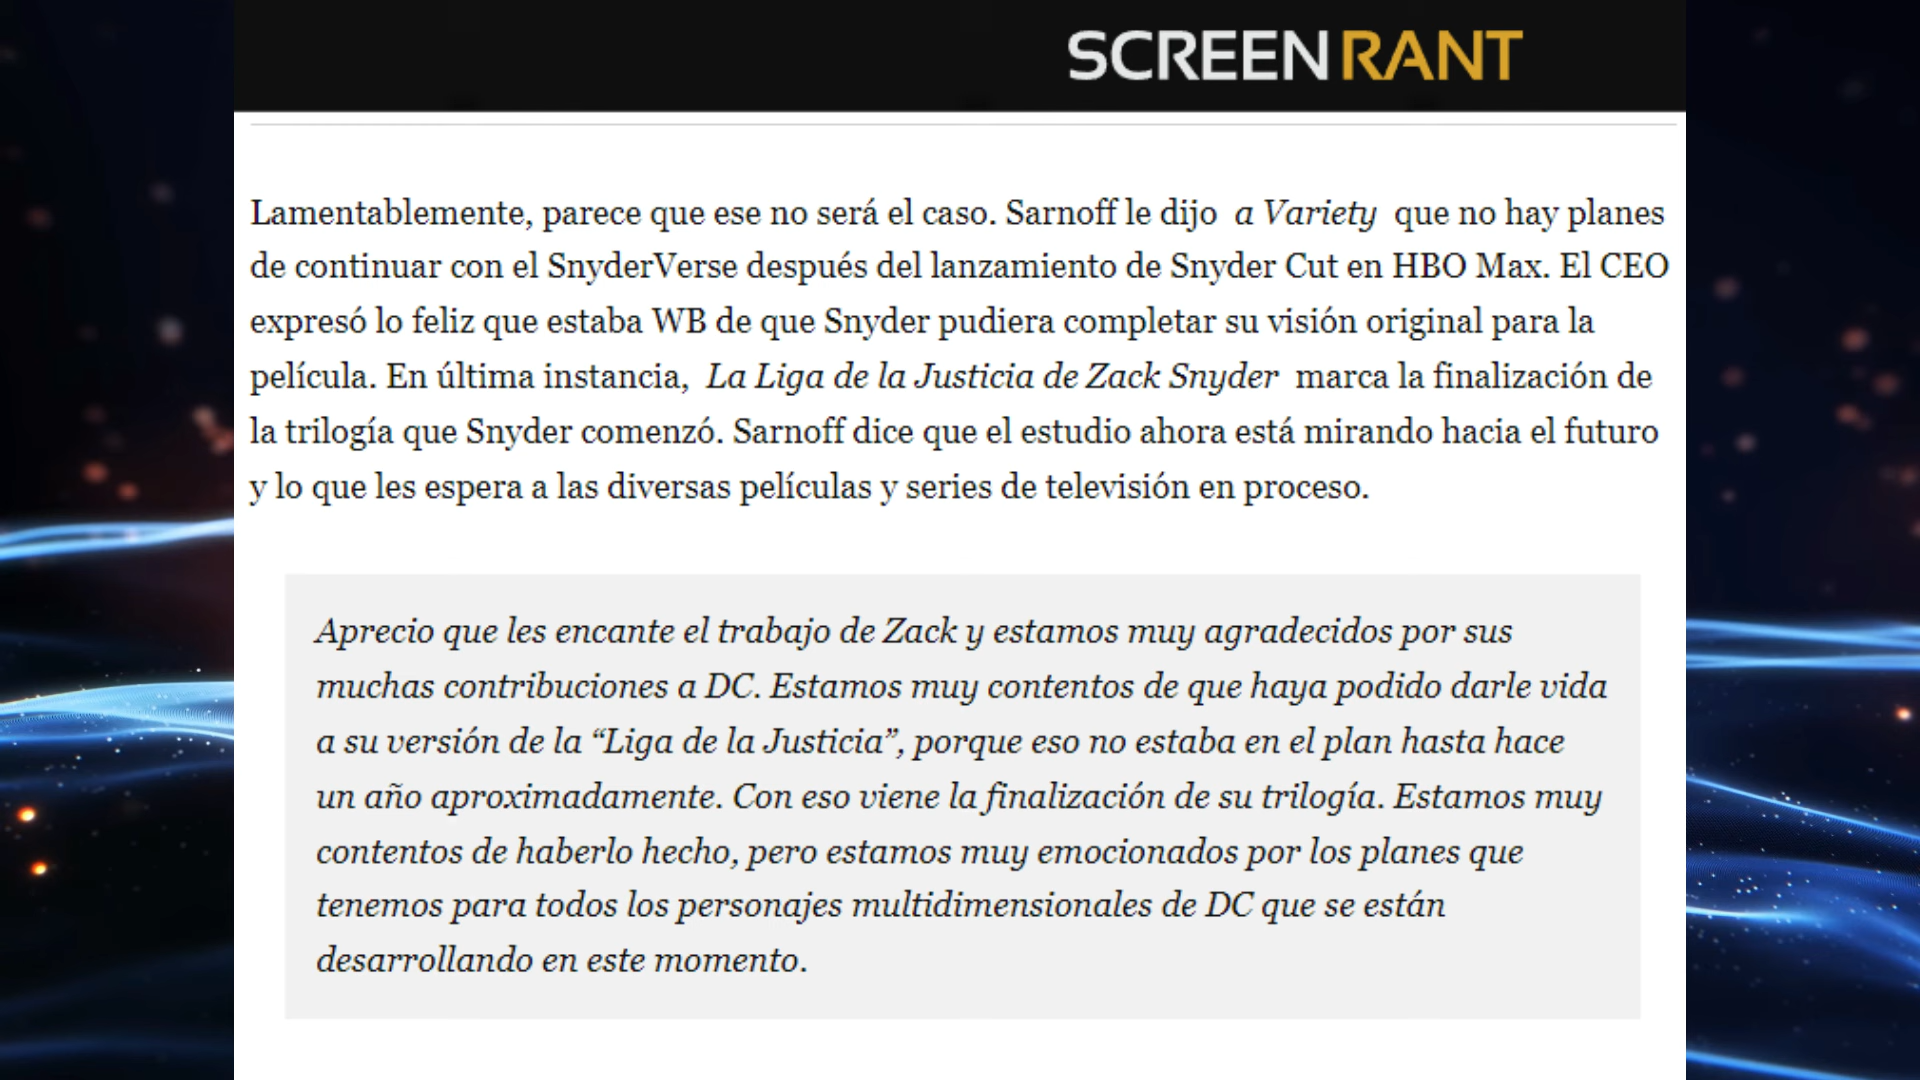 SCREENRANT
Lamentablemente, parece que ese no será el caso. Sarnoff le dijo a Variety que no hay planes
de continuar con el SnyderVerse después del lanzamiento de Snyder Cut en HBO Max. El CEO
expresó lo feliz que estaba WB de que Snyder pudiera completar su visión original para la
película. En última instancia, La Liga de la Justicia de Zack Snyder marca la finalización de
la trilogía que Snyder comenzó. Sarnoff dice que el estudio ahora está mirando hacia el futuro
y lo que les espera a las diversas películas y series de televisión en proceso.
Aprecio que les encante el trabajo de Zack y estamos muy agradecidos por sus
muchas contribuciones a DC. Estamos muy contentos de que haya podido darle vida
a su versión de la “Liga de la Justicia”, porque eso no estaba en el plan hasta hace
un año aproximadamente. Con eso viene la finalización de su trilogía. Estamos muy
contentos de haberlo hecho, pero estamos muy emocionados por los planes que
tenemos para todos los personajes multidimensionales de DC que se están
desarrollando en este momento.